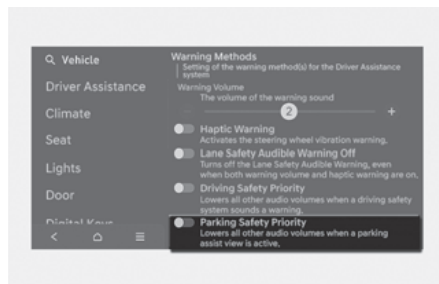 Vehicle
Driver Assistance
Climate
Seat
Lights
Door
Digital Keys
Warning Methods
Setting of the warning method(s) for the Driver Assistance
system
Warning Volume
The volume of the warning sound
2
+
Haptic Warning
Activates the steering wheel vibration warning.
Lane Safety Audible Warning Off
Turns off the Lane Safety Audible Warning, even
when both warning volume and haptic warning are on.
Driving Safety Priority
Lowers all other audio volumes when a driving safety
system sounds a warning.
Parking Safety Priority
Lowers all other audio volumes when a parking
assist view is active.